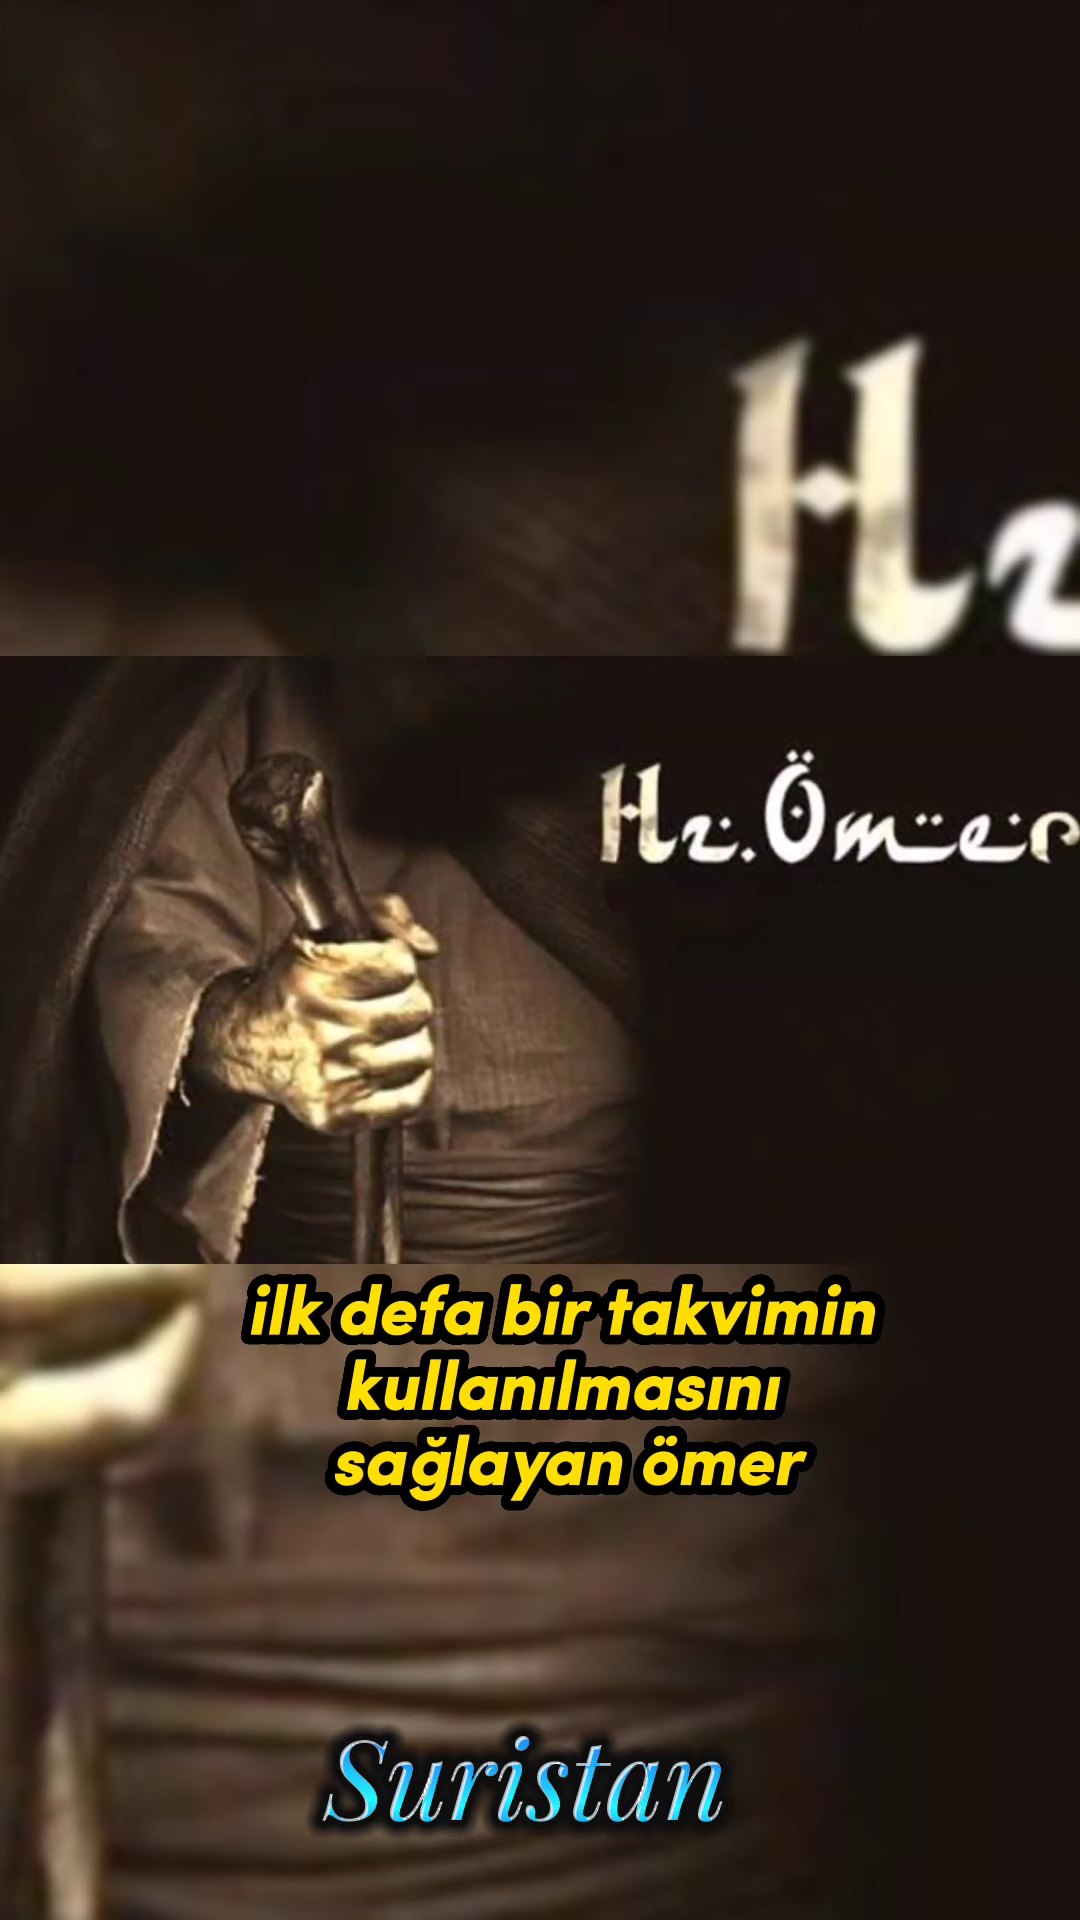 Hz
Hz.Ömer
ilk defa bir takvimin
kullanılmasını
sağlayan ömer
Suristan